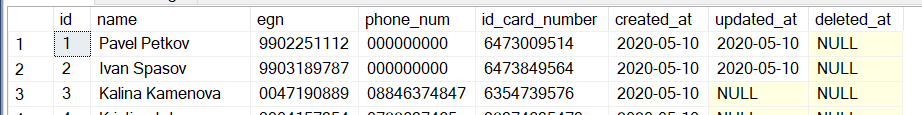 id name egn phone_num id_card_number created_at updated_at deleted_at
1 1 Pavel Petkov 9902251112 000000000 6473009514 2020-05-10 2020-05-10 NULL
2 2 Ivan Spasov 9903189787 000000000 6473849564 2020-05-10 2020-05-10 NULL
3 3 Kalina Kamenova 0047190889 08846374847 6354739576 2020-05-10 NULL NULL